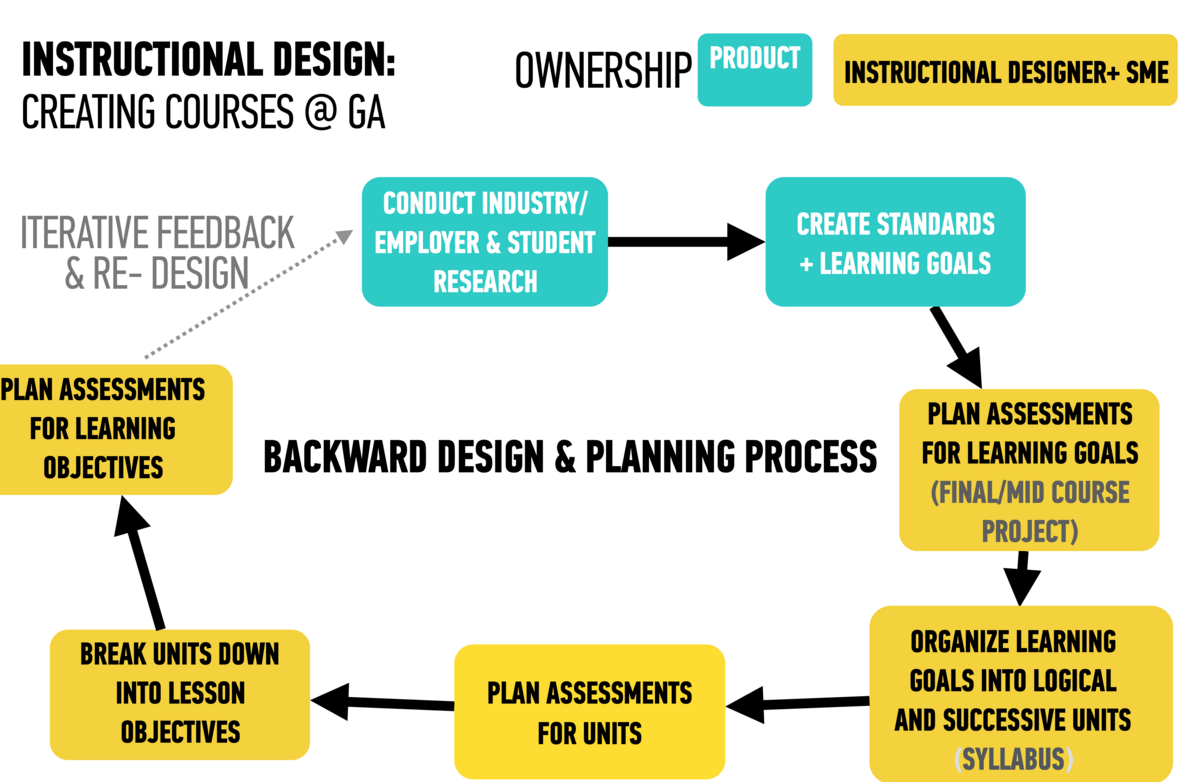 INSTRUCTIONAL DESIGN:
CREATING COURSES @ GA
OWNERSHIP
PRODUCT
INSTRUCTIONAL DESIGNER+ SME
ITERATIVE FEEDBACK
& RE- DESIGN
CONDUCT INDUSTRY/
EMPLOYER & STUDENT
RESEARCH
CREATE STANDARDS
+ LEARNING GOALS
PLAN ASSESSMENTS
FOR LEARNING GOALS
(FINAL/MID COURSE
PROJECT)
ORGANIZE LEARNING
GOALS INTO LOGICAL
AND SUCCESSIVE UNITS
(SYLLABUS)
PLAN ASSESSMENTS
FOR UNITS
BREAK UNITS DOWN
INTO LESSON
OBJECTIVES
PLAN ASSESSMENTS
FOR LEARNING
OBJECTIVES
BACKWARD DESIGN & PLANNING PROCESS